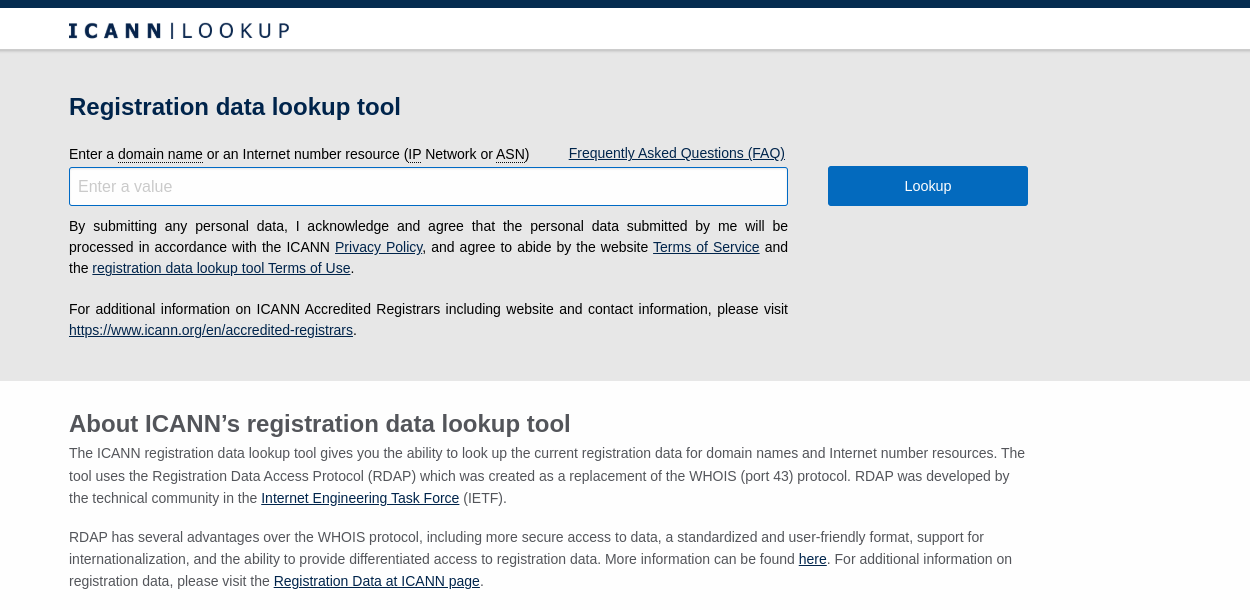 ICANN | LOOKUP
Registration data lookup tool
Enter a domain name or an Internet number resource (IP Network or ASN)
Frequently Asked Questions (FAQ)
Enter a value
Lookup
By submitting any personal data, I acknowledge and agree that the personal data submitted by me will be
processed in accordance with the ICANN Privacy Policy, and agree to abide by the website Terms of Service and
the registration data lookup tool Terms of Use.
For additional information on ICANN Accredited Registrars including website and contact information, please visit
https://www.icann.org/en/accredited-registrars.
About ICANN’s registration data lookup tool
The ICANN registration data lookup tool gives you the ability to look up the current registration data for domain names and Internet number resources. The
tool uses the Registration Data Access Protocol (RDAP) which was created as a replacement of the WHOIS (port 43) protocol. RDAP was developed by
the technical community in the Internet Engineering Task Force (IETF).
RDAP has several advantages over the WHOIS protocol, including more secure access to data, a standardized and user-friendly format, support for
internationalization, and the ability to provide differentiated access to registration data. More information can be found here. For additional information on
registration data, please visit the Registration Data at ICANN page.